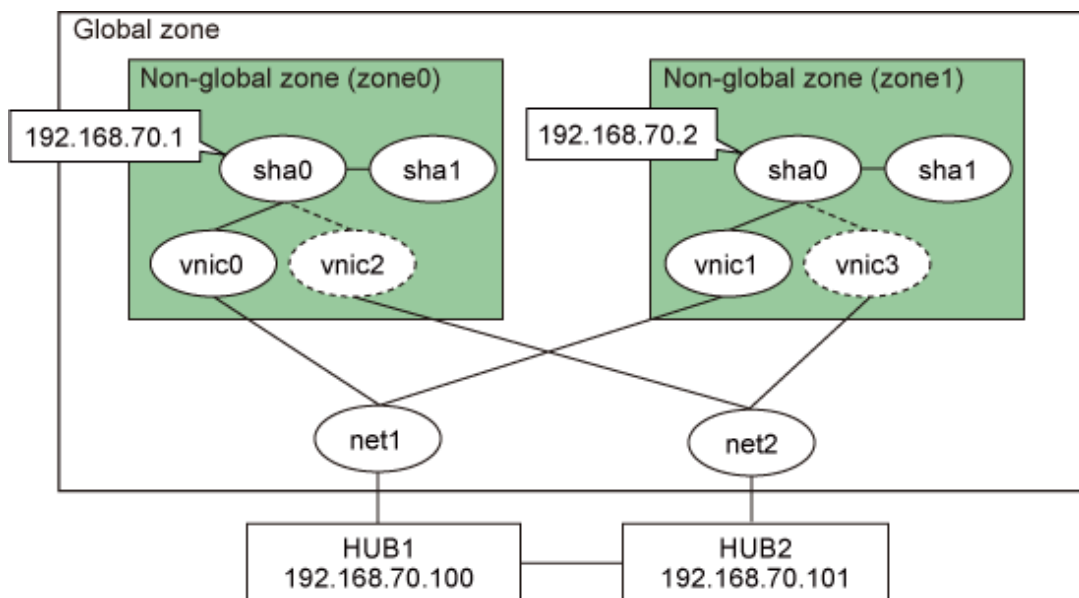 Global zone
Non-global zone (zone0)
Non-global zone (zone1)
192.168.70.1
192.168.70.2
sha0
sha1
sha0
sha1
vnic0
vnic2
vnic1
vnic3
net1
net2
HUB1
192.168.70.100
HUB2
192.168.70.101